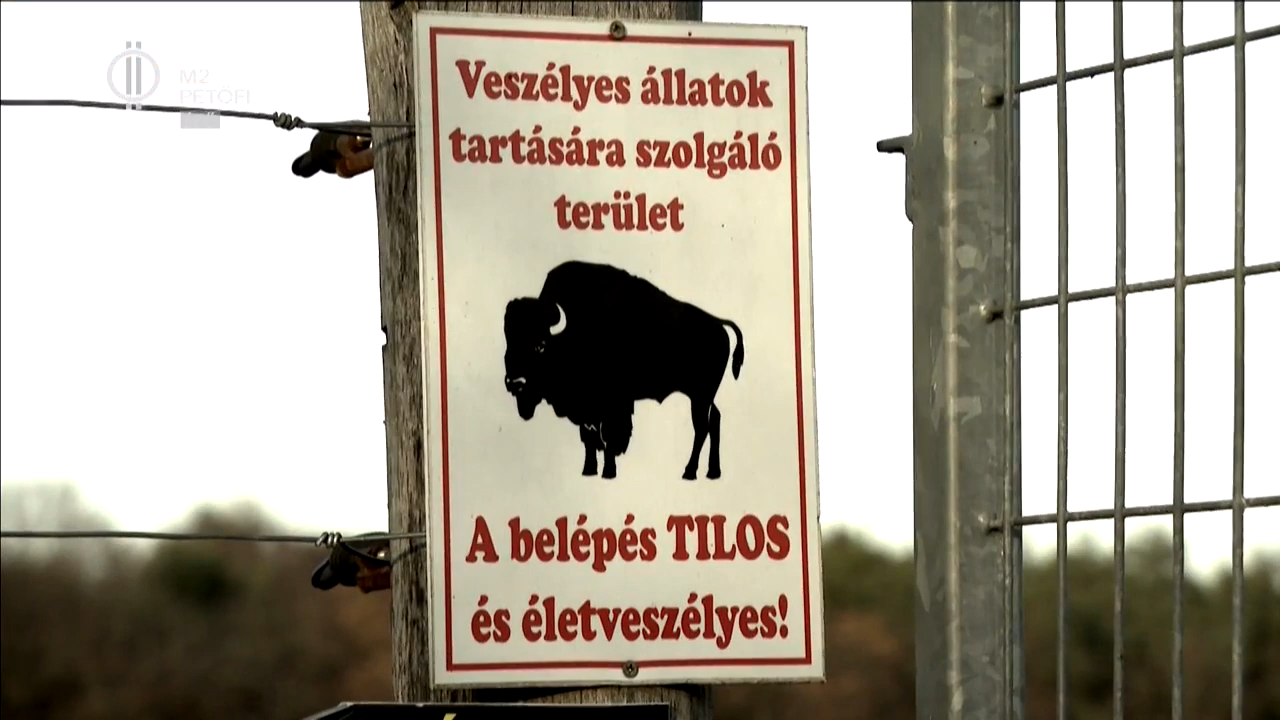 M2
PETŐFI
Veszélyes állatok
tartására szolgáló
terület
A belépés TILOS
és életveszélyes!